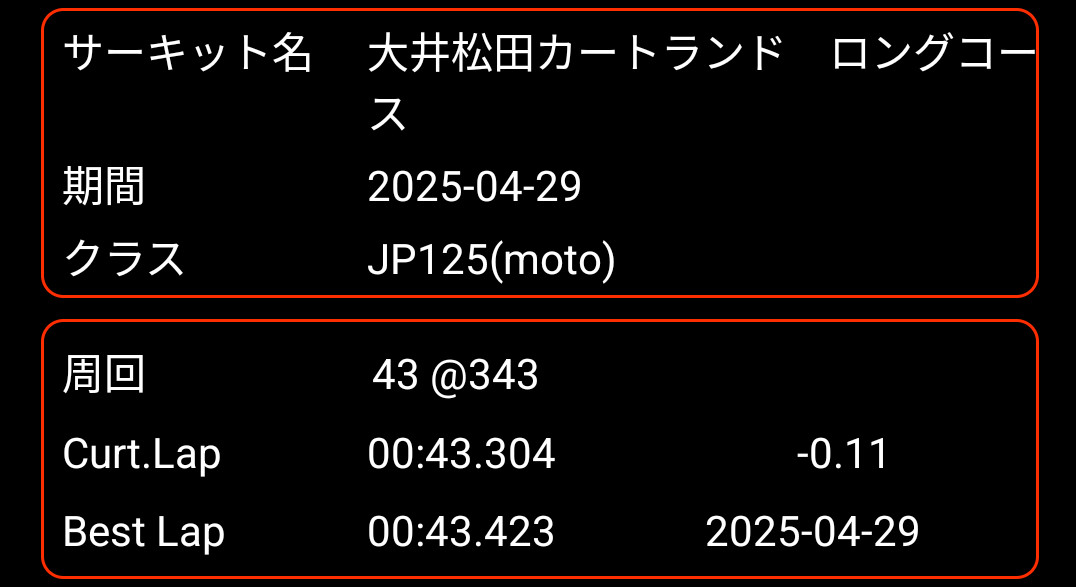 サーキット名 大井松田カートランド　ロングコー
ス
期間 2025-04-29
クラス JP125(moto)
周回 43 @343
Curt.Lap 00:43.304 -0.11
Best Lap 00:43.423 2025-04-29